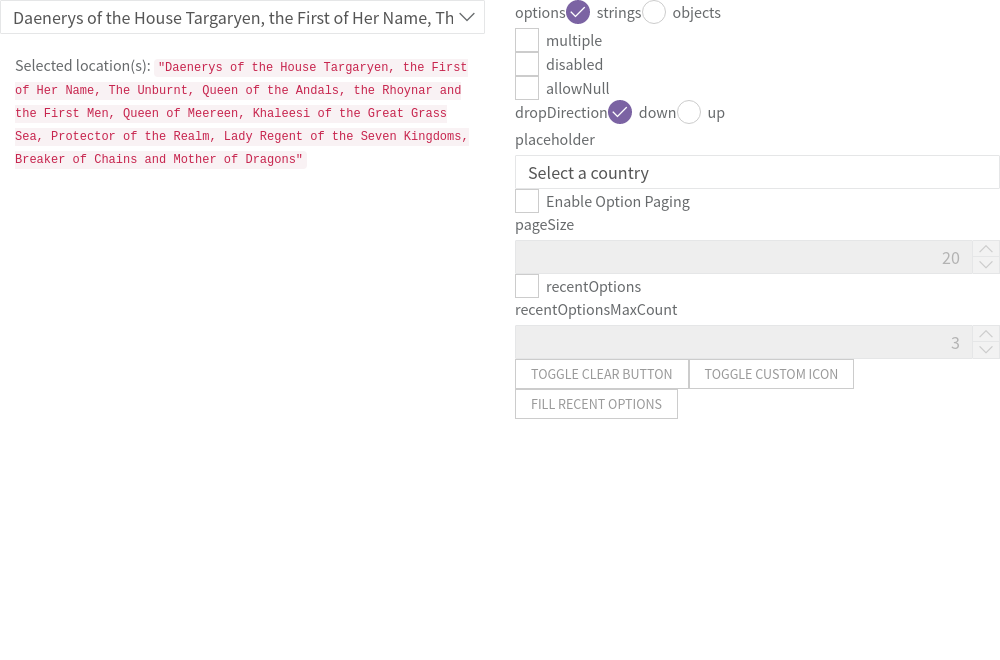 Daenerys of the House Targaryen, the First of Her Name, Th
Selected location(s): "Daenerys of the House Targaryen, the First
of Her Name, The Unburnt, Queen of the Andals, the Rhoynar and
the First Men, Queen of Meereen, Khaleesi of the Great Grass
Sea, Protector of the Realm, Lady Regent of the Seven Kingdoms,
Breaker of Chains and Mother of Dragons"
options strings objects
multiple
disabled
allowNull
dropDirection down up
placeholder
Select a country
Enable Option Paging
pageSize
20
recentOptions
recentOptionsMaxCount
3
TOGGLE CLEAR BUTTON TOGGLE CUSTOM ICON
FILL RECENT OPTIONS